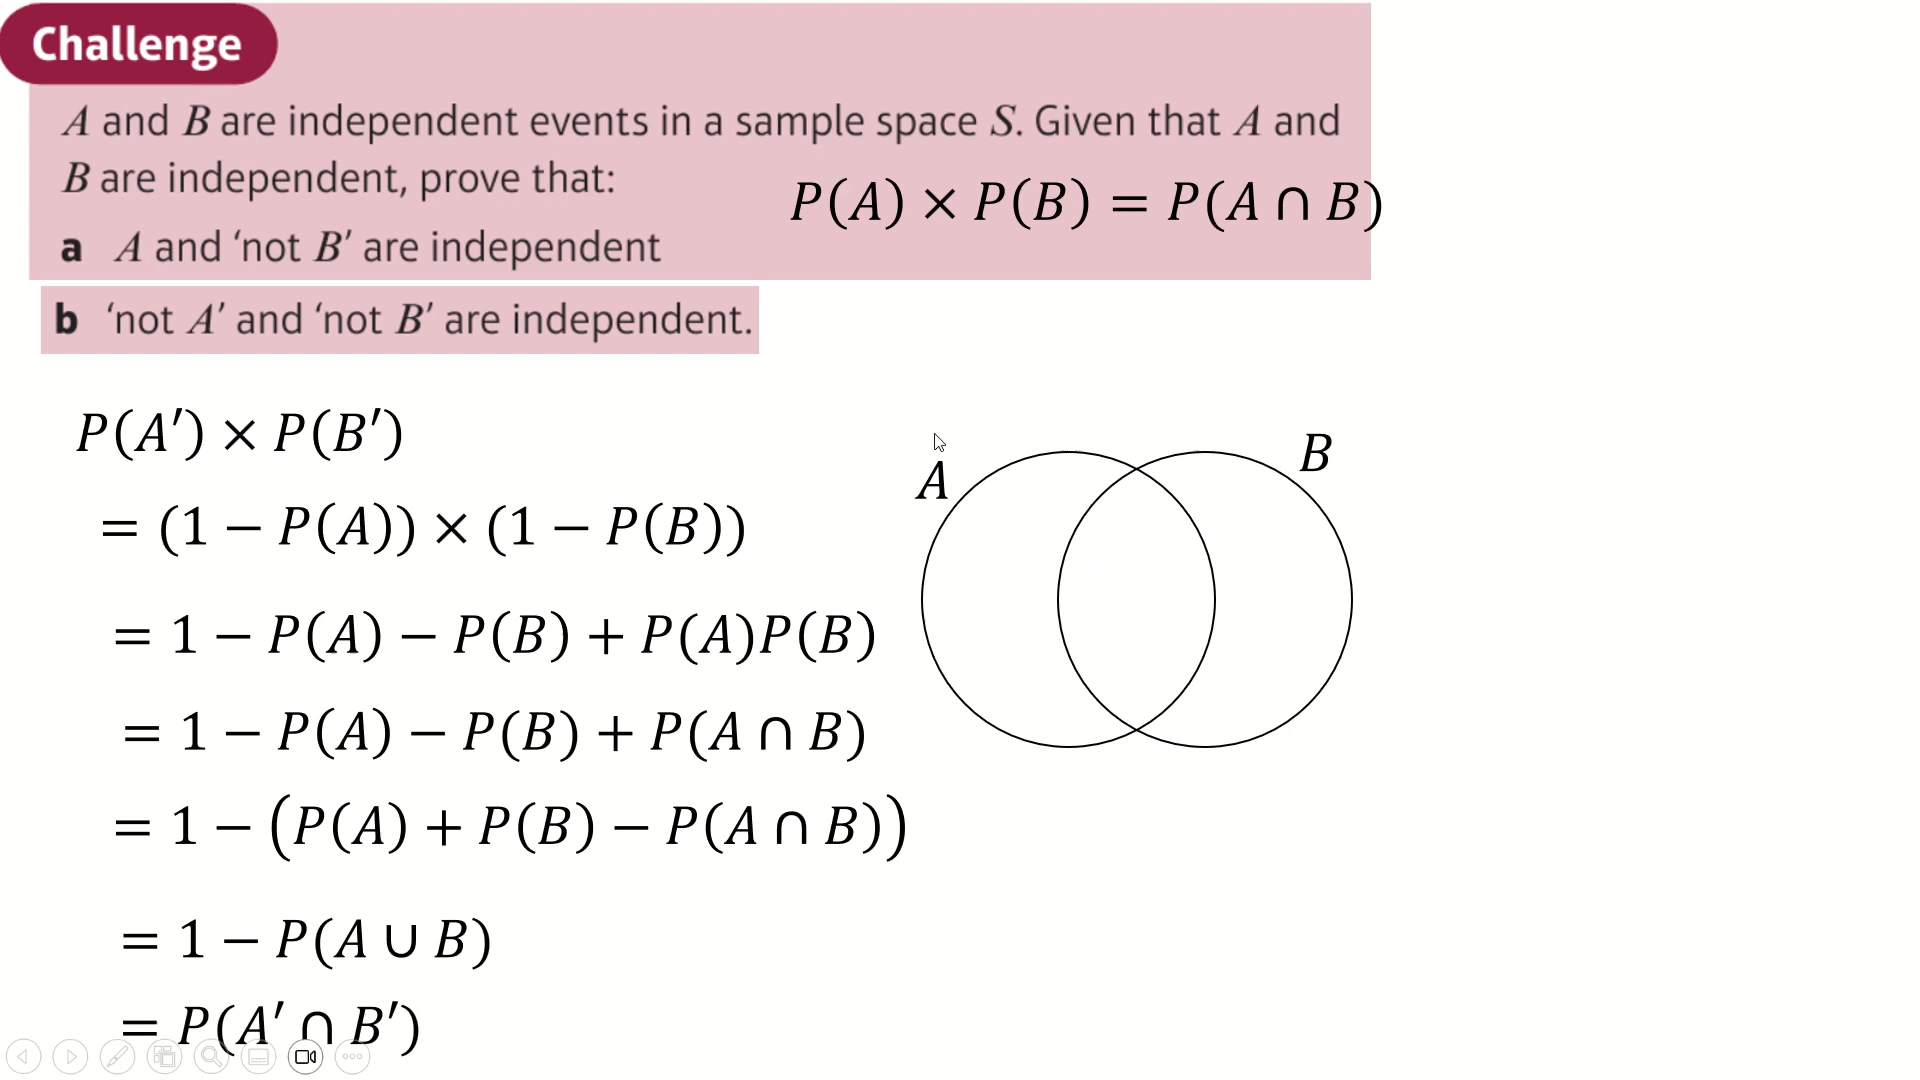 Challenge
A and B are independent events in a sample space S. Given that A and
B are independent, prove that:
P(A) × P(B) = P(A ∩ B)
a A and ‘not B’ are independent
b ‘not A’ and ‘not B’ are independent.
P(A′) × P(B′)
= (1 − P(A)) × (1 − P(B))
= 1 − P(A) − P(B) + P(A)P(B)
= 1 − P(A) − P(B) + P(A ∩ B)
= 1 − (P(A) + P(B) − P(A ∩ B))
= 1 − P(A ∪ B)
= P(A′ ∩ B′)
A
B